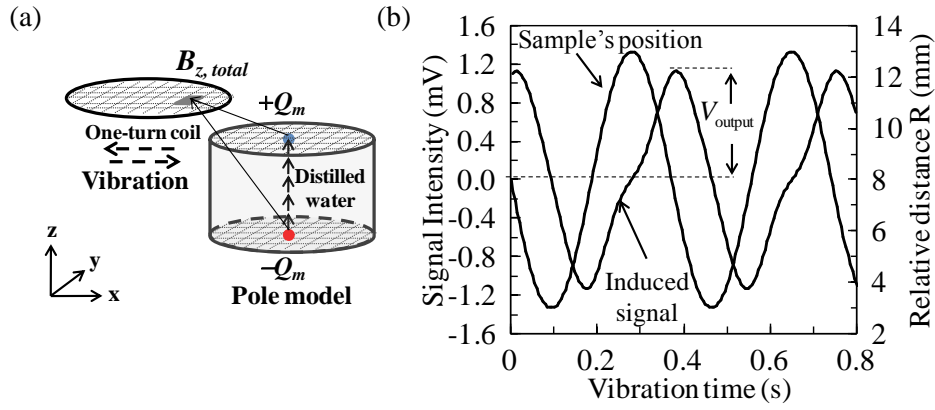 (a)
B_z, total
+Q_m
One-turn coil
Vibration
Distilled
water
z
y
x
−Q_m
Pole model
(b)
Signal Intensity (mV)
1.6
1.2
0.8
0.4
0.0
-0.4
-0.8
-1.2
-1.6
Sample's position
V_output
Induced
signal
14
12
10
8
6
4
2
Relative distance R (mm)
0 0.2 0.4 0.6 0.8
Vibration time (s)